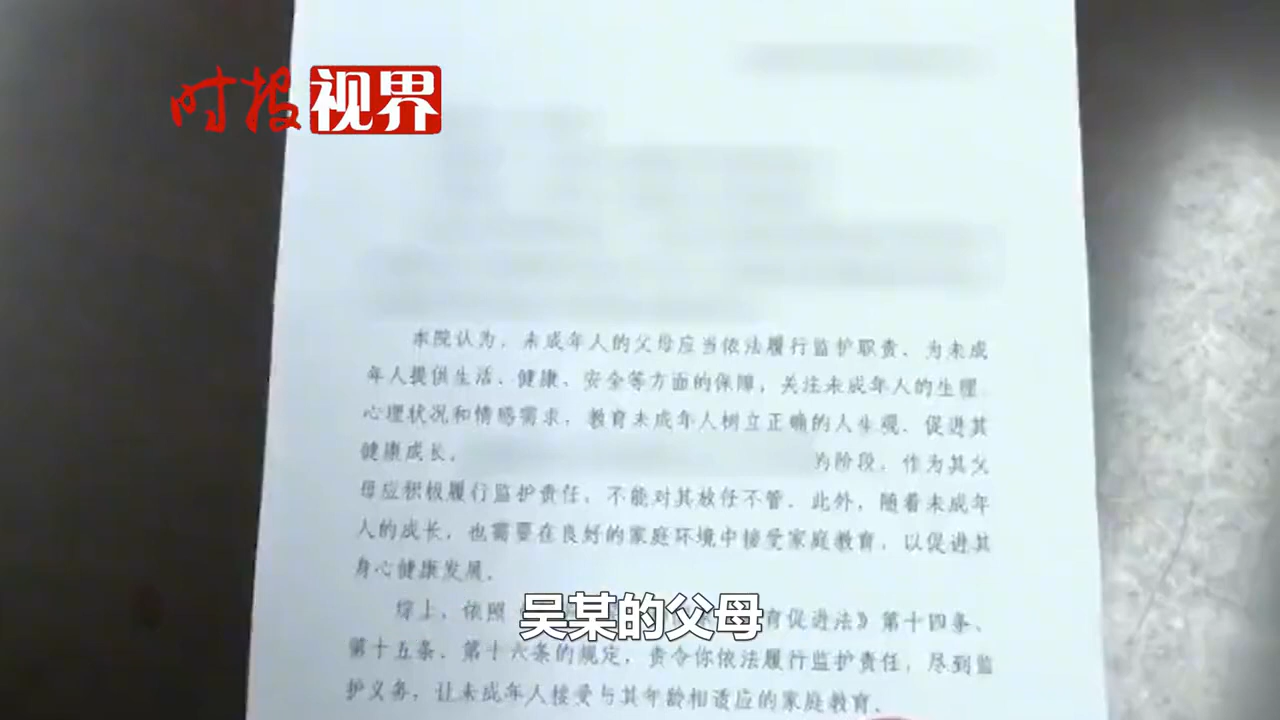 时报视界
本院认为，未成年人的父母应当依法履行监护职责、为未成
年人提供生活、健康、安全等方面的保障，关注未成年人的生理、
心理状况和情感需求，教育未成年人树立正确的人生观、促进其
健康成长。
的阶段，作为其父
母应积极履行监护责任，不能对其放任不管。此外，随着未成年
人的成长，也需要在良好的家庭环境中接受家庭教育，以促进其
身心健康发展。
综上，依照
育促进法》第十四条、
吴某的父母
第十五条、第十六条的规定，责令你依法履行监护责任，尽到监
护义务，让未成年人接受与其年龄相适应的家庭教育。